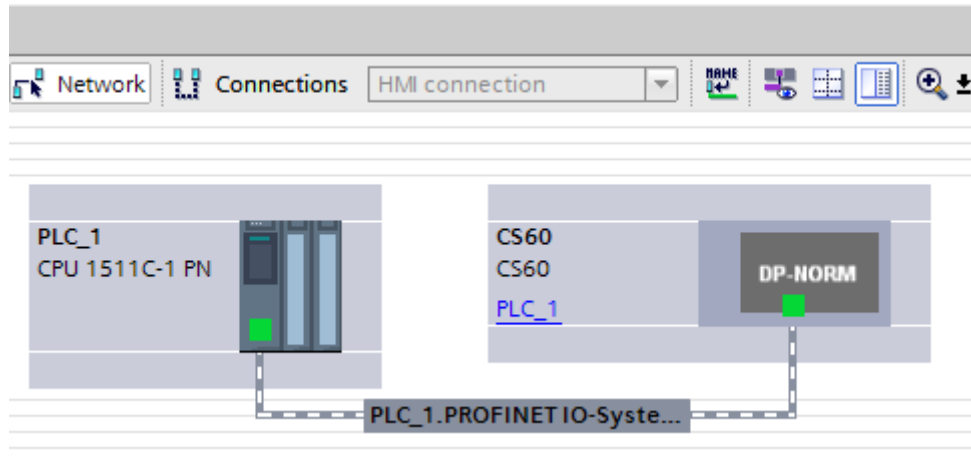 Network Connections HMI connection NAME
PLC_1
CPU 1511C-1 PN
CS60
CS60
PLC_1
DP-NORM
PLC_1.PROFINET IO-Syste...